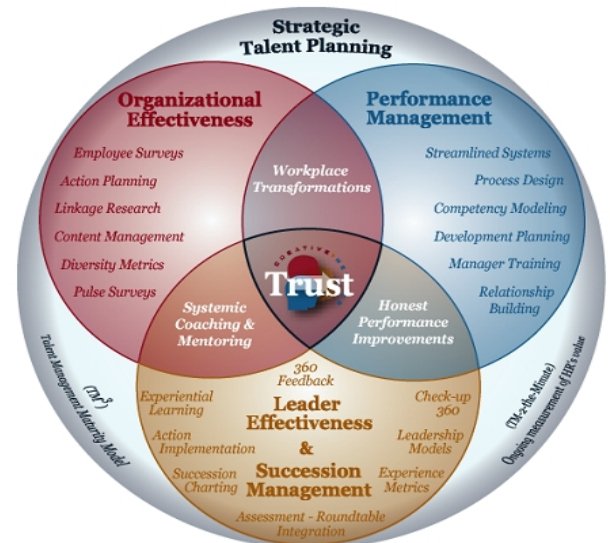 Strategic
Talent Planning
Organizational
Effectiveness
Employee Surveys
Action Planning
Linkage Research
Content Management
Diversity Metrics
Pulse Surveys
Performance
Management
Streamlined Systems
Process Design
Competency Modeling
Development Planning
Manager Training
Relationship
Building
Workplace
Transformations
Trust
Systemic
Coaching &
Mentoring
Honest
Performance
Improvements
360
Feedback
Leader
Effectiveness
&
Succession
Management
Experiential
Learning
Action
Implementation
Succession
Charting
Check-up
360
Leadership
Models
Experience
Metrics
Assessment - Roundtable
Integration
(TM³)
Talent Management Maturity Model
(TM-2-the-Minute)
Ongoing measurement of HR's value